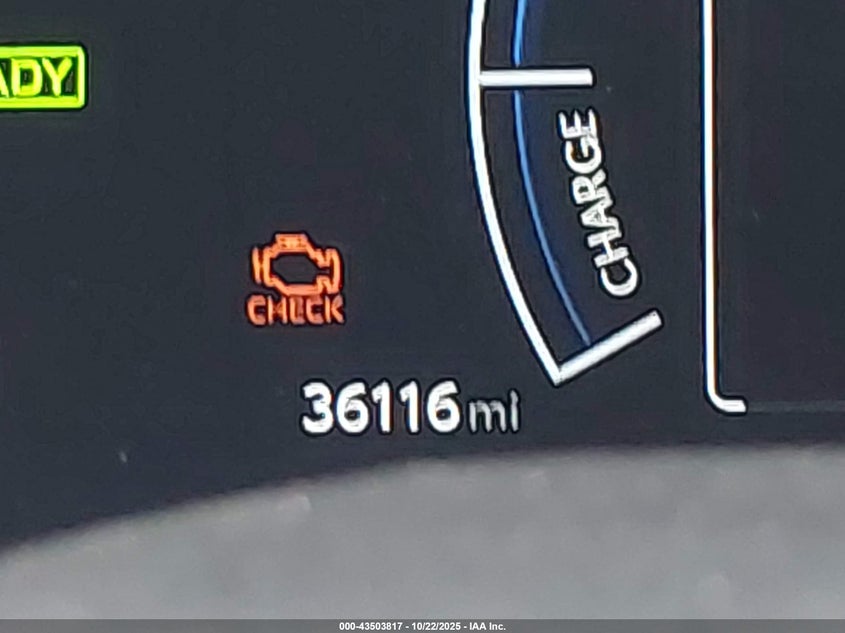 ADY
CHARGE
CHECK
36116 mi
000-43503817 - 10/22/2025 - IAA Inc.